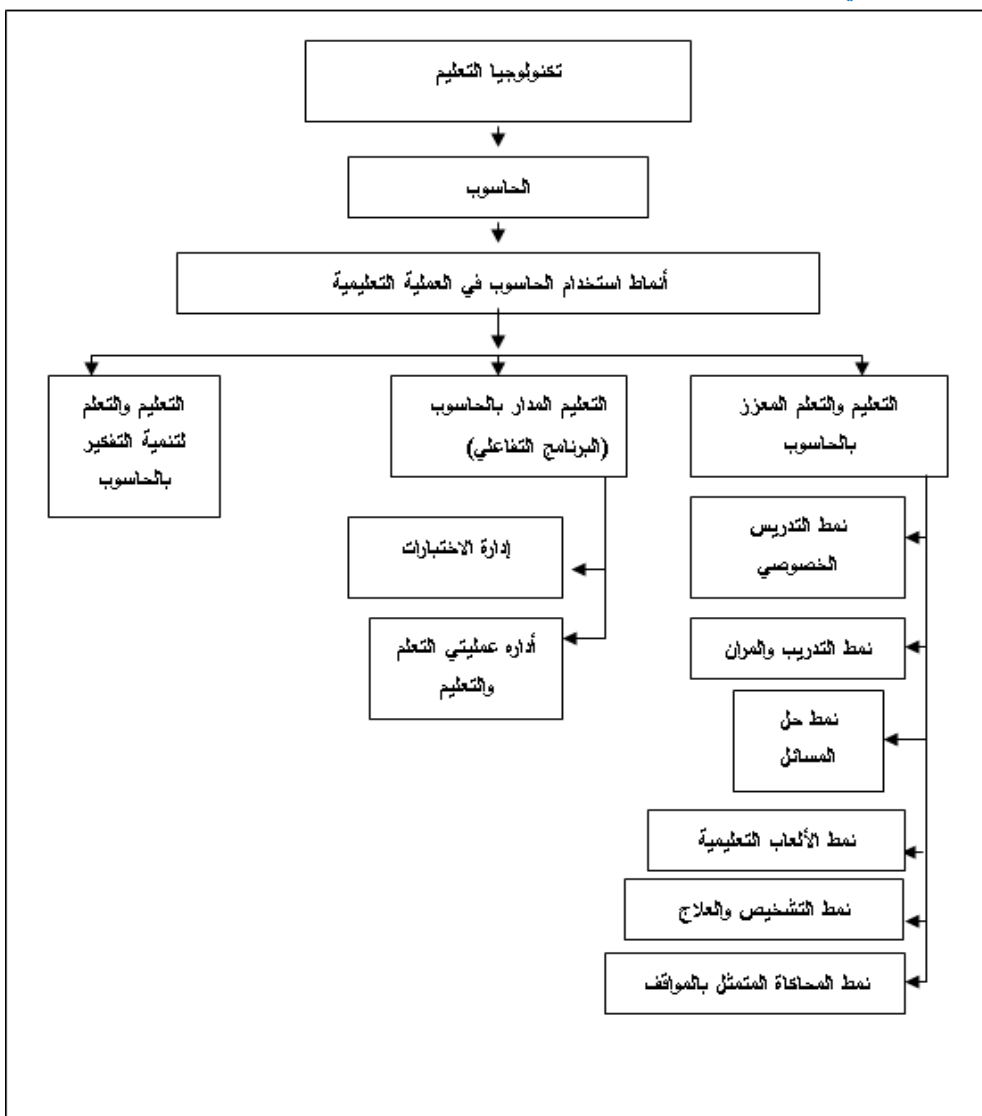 تكنولوجيا التعليم
الحاسوب
أنماط استخدام الحاسوب في العملية التعليمية
التعليم والتعلم المعزز
بالحاسوب
نمط التدريس
الخصوصي
نمط التدريب والمران
نمط حل
المسائل
نمط الألعاب التعليمية
نمط التشخيص والعلاج
نمط المحاكاة المتمثل بالمواقف
التعليم المدار بالحاسوب
(البرنامج التفاعلي)
إدارة الاختبارات
أداره عمليتي التعلم
والتعليم
التعليم والتعلم
لتنمية التفكير
بالحاسوب